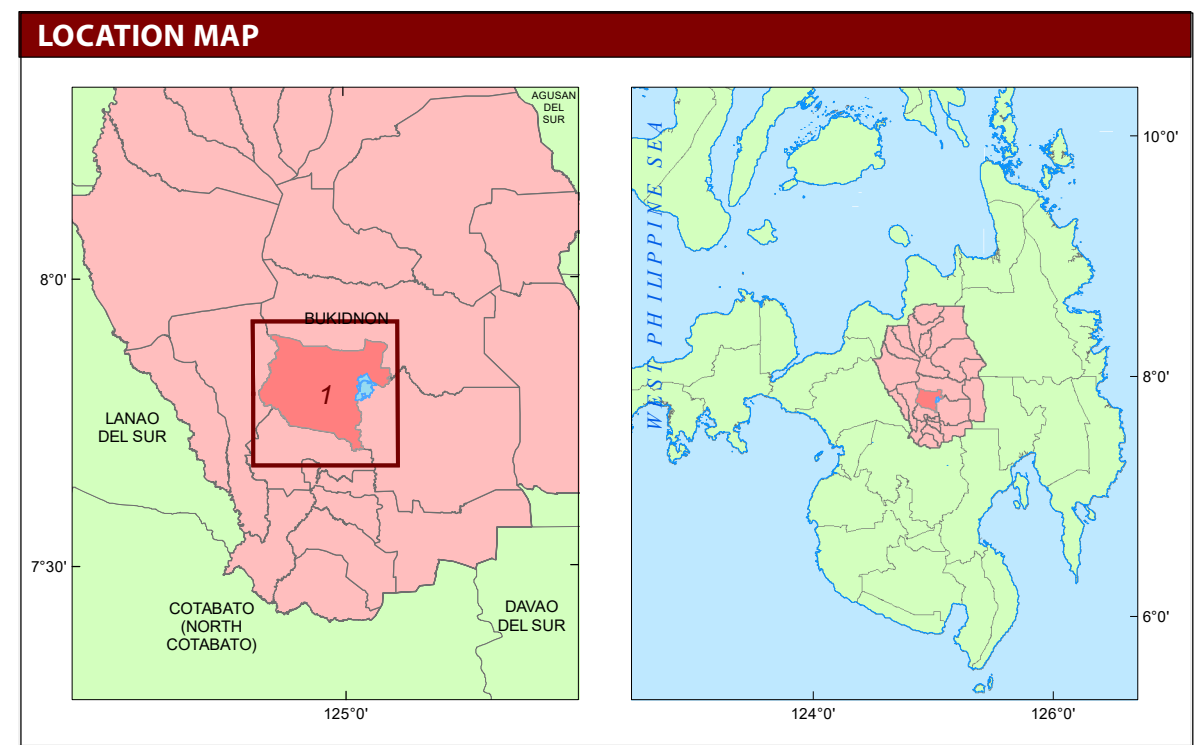 LOCATION MAP
AGUSAN
DEL
SUR
8°0'
BUKIDNON
1
LANAO
DEL SUR
7°30'
COTABATO
(NORTH
COTABATO)
DAVAO
DEL SUR
125°0'
WEST PHILIPPINE SEA
10°0'
8°0'
6°0'
124°0'
126°0'